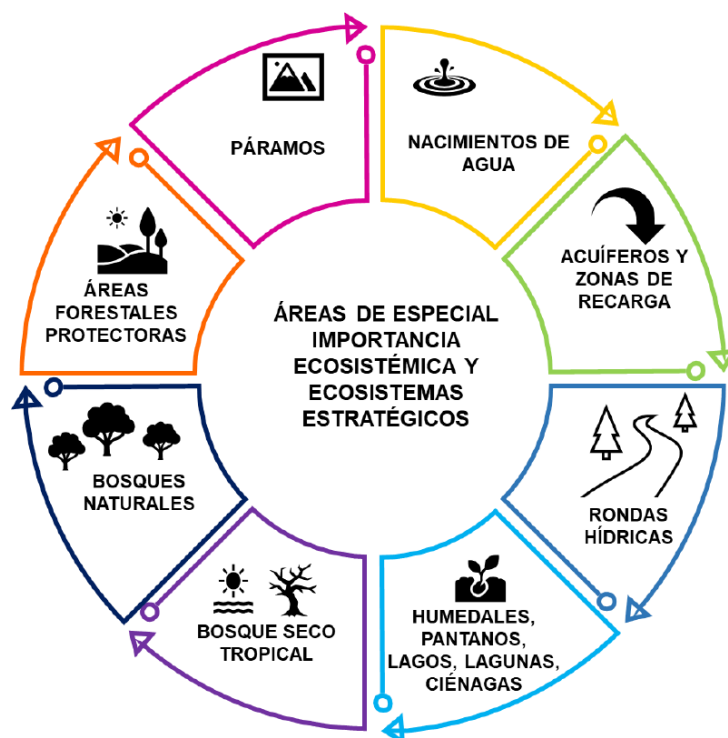 PÁRAMOS
NACIMIENTOS DE
AGUA
ACUÍFEROS Y
ZONAS DE
RECARGA
RONDAS
HÍDRICAS
HUMEDALES,
PANTANOS,
LAGOS, LAGUNAS,
CIÉNAGAS
BOSQUE SECO
TROPICAL
BOSQUES
NATURALES
ÁREAS
FORESTALES
PROTECTORAS
ÁREAS DE ESPECIAL
IMPORTANCIA
ECOSISTÉMICA Y
ECOSISTEMAS
ESTRATÉGICOS